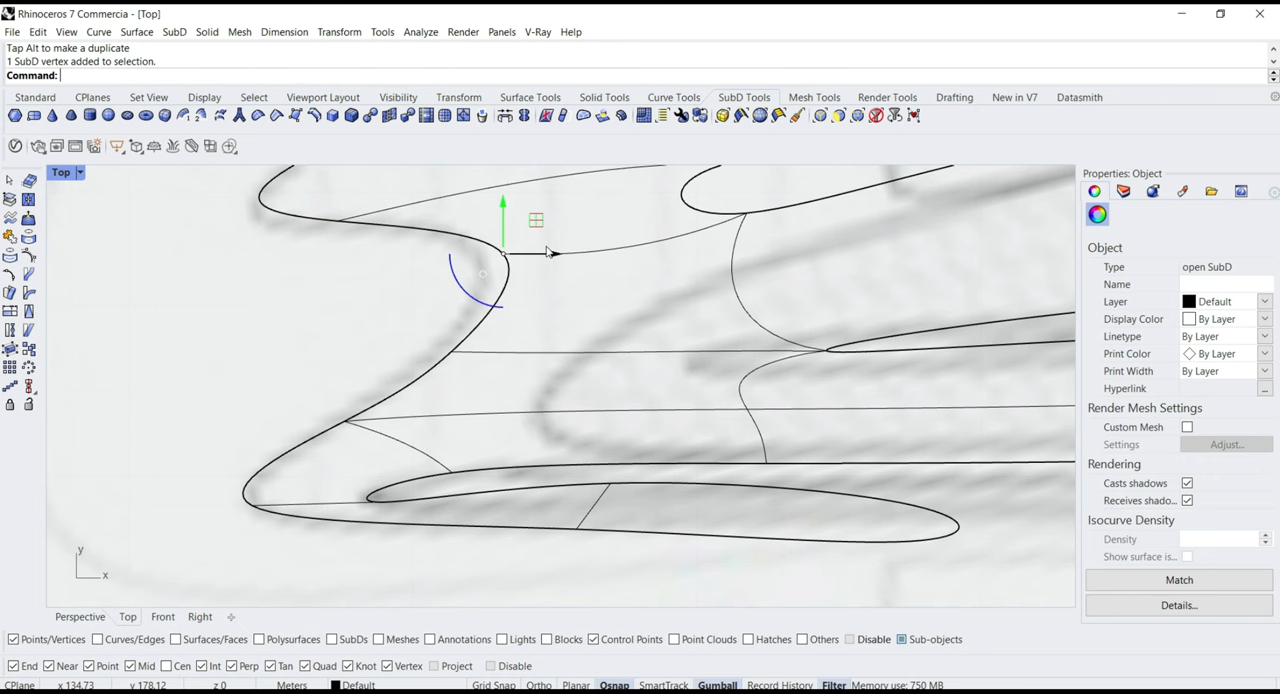 Rhinoceros 7 Commercia - [Top]
File Edit View Curve Surface SubD Solid Mesh Dimension Transform Tools Analyze Render Panels V-Ray Help
Tap Alt to make a duplicate
1 SubD vertex added to selection.
Command:
Standard CPlanes Set View Display Select Viewport Layout Visibility Transform Surface Tools Solid Tools Curve Tools SubD Tools Mesh Tools Render Tools Drafting New in V7 Datasmith
Top
Properties: Object
Object
Type open SubD
Name
Layer Default
Display Color By Layer
Linetype By Layer
Print Color By Layer
Print Width By Layer
Hyperlink ...
Render Mesh Settings
Custom Mesh
Settings Adjust...
Rendering
Casts shadows
Receives shado...
Isocurve Density
Density
Show surface is...
Match
Details...
y
x
Perspective Top Front Right
Points/Vertices Curves/Edges Surfaces/Faces Polysurfaces SubDs Meshes Annotations Lights Blocks Control Points Point Clouds Hatches Others Disable Sub-objects
End Near Point Mid Cen Int Perp Tan Quad Knot Vertex Project Disable
CPlane x 134.73 y 178.12 z 0 Meters Default Grid Snap Ortho Planar Osnap SmartTrack Gumball Record History Filter Memory use: 750 MB